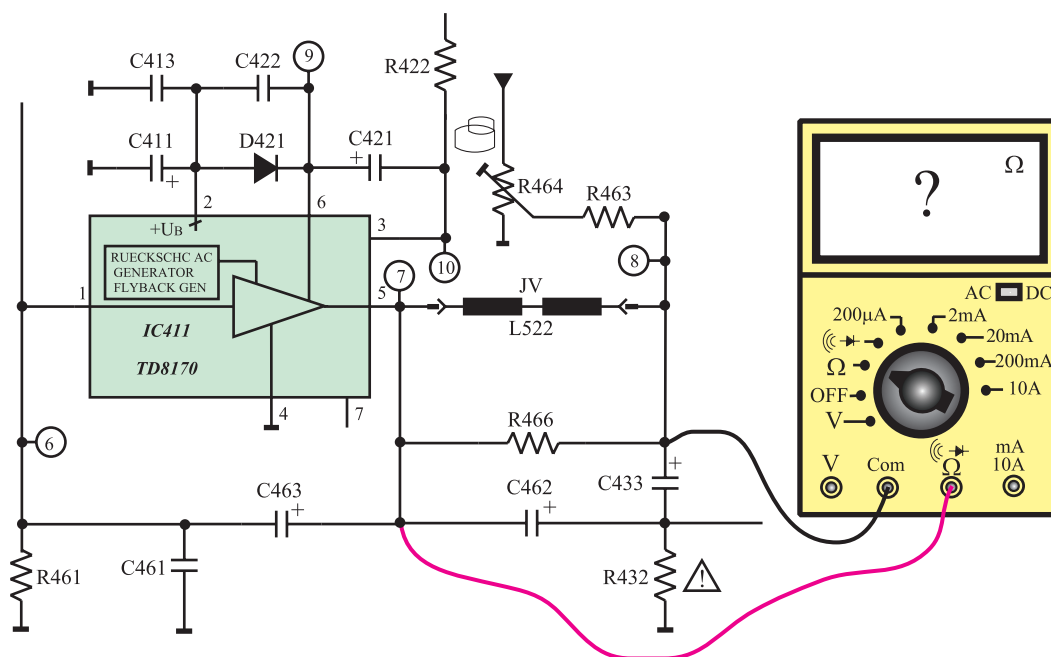 C413
C422
9
R422
C411
D421
C421
+
+
R464
R463
2
6
+UB
3
RUECKSCHC AC
GENERATOR
FLYBACK GEN
10
7
8
1
5
JV
L522
IC411
TD8170
4
7
6
R466
C463
+
C462
+
C433
+
R461
C461
R432
!
?
Ω
AC DC
200µA
2mA
20mA
200mA
10A
Ω
OFF
V
V
Com
Ω
mA
10A